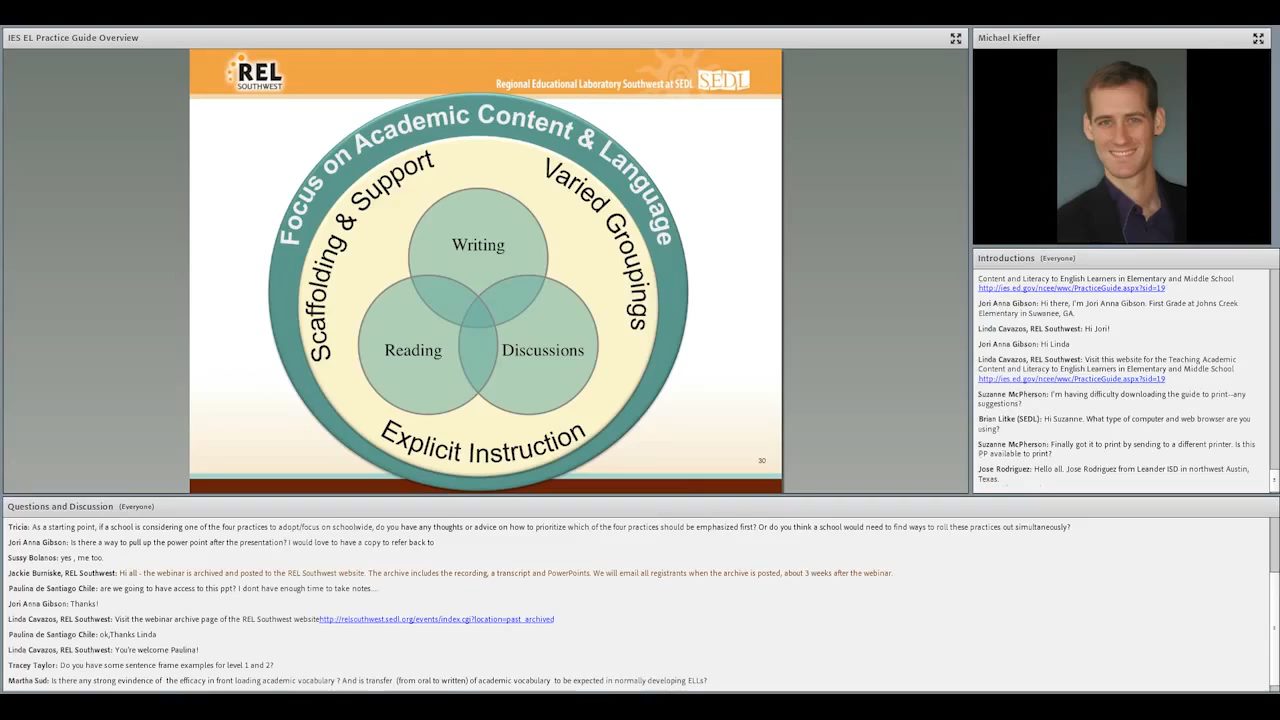 IES EL Practice Guide Overview
REL
SOUTHWEST
Regional Educational Laboratory Southwest at SEDL
SEDL
Focus on Academic Content & Language
Scaffolding & Support
Varied Groupings
Writing
Reading
Discussions
Explicit Instruction
30
Michael Kieffer
Introductions (Everyone)
Content and Literacy to English Learners in Elementary and Middle School
http://ies.ed.gov/ncee/wwc/PracticeGuide.aspx?sid=19
Jori Anna Gibson: Hi there, I'm Jori Anna Gibson. First Grade at Johns Creek
Elementary in Suwanee, GA.
Linda Cavazos, REL Southwest: Hi Jori!
Jori Anna Gibson: Hi Linda
Linda Cavazos, REL Southwest: Visit this website for the Teaching Academic
Content and Literacy to English Learners in Elementary and Middle School
http://ies.ed.gov/ncee/wwc/PracticeGuide.aspx?sid=19
Suzanne McPherson: I'm having difficulty downloading the guide to print--any
suggestions?
Brian Litke (SEDL): Hi Suzanne. What type of computer and web browser are you
using?
Suzanne McPherson: Finally got it to print by sending to a different printer. Is this
PP available to print?
Jose Rodriguez: Hello all. Jose Rodriguez from Leander ISD in northwest Austin,
Texas.
Questions and Discussion (Everyone)
Tricia: As a starting point, if a school is considering one of the four practices to adopt/focus on schoolwide, do you have any thoughts or advice on how to prioritize which of the four practices should be emphasized first? Or do you think a school would need to find ways to roll these practices out simultaneously?
Jori Anna Gibson: Is there a way to pull up the power point after the presentation? I would love to have a copy to refer back to
Sussy Bolanos: yes , me too.
Jackie Burniske, REL Southwest: Hi all - the webinar is archived and posted to the REL Southwest website. The archive includes the recording, a transcript and PowerPoints. We will email all registrants when the archive is posted, about 3 weeks after the webinar.
Paulina de Santiago Chile: are we going to have access to this ppt? I dont have enough time to take notes....
Jori Anna Gibson: Thanks!
Linda Cavazos, REL Southwest: Visit the webinar archive page of the REL Southwest websitehttp://relsouthwest.sedl.org/events/index.cgi?location=past_archived
Paulina de Santiago Chile: ok,Thanks Linda
Linda Cavazos, REL Southwest: You're welcome Paulina!
Tracey Taylor: Do you have some sentence frame examples for level 1 and 2?
Martha Sud: Is there any strong evindence of the efficacy in front loading academic vocabulary ? And is transfer (from oral to written) of academic vocabulary to be expected in normally developing ELLs?